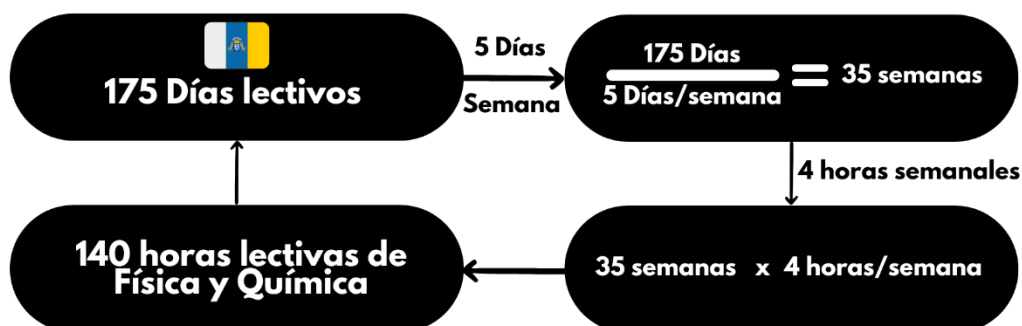 175 Días lectivos
5 Días
Semana
175 Días
5 Días/semana
= 35 semanas
4 horas semanales
35 semanas x 4 horas/semana
140 horas lectivas de
Física y Química